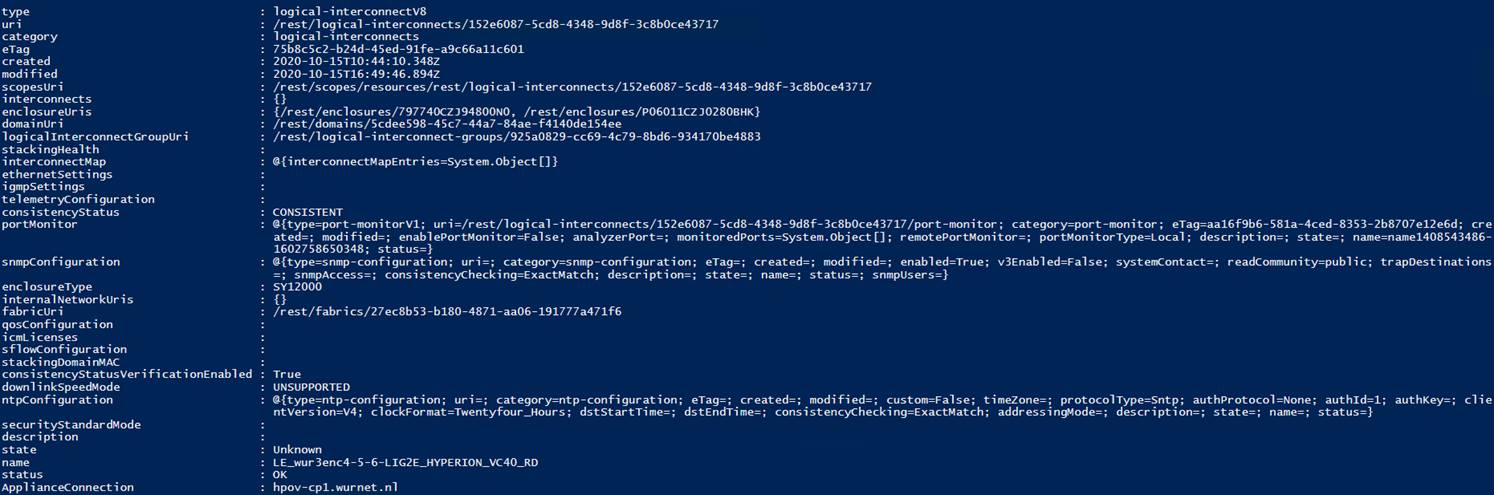 type : logical-interconnectV8
uri : /rest/logical-interconnects/152e6087-5cd8-4348-9d8f-3c8b0ce43717
category : logical-interconnects
eTag : 75b8c5c2-b24d-45ed-91fe-a9c66a11c601
created : 2020-10-15T10:44:10.348Z
modified : 2020-10-15T16:49:46.894Z
scopesUri : /rest/scopes/resources/rest/logical-interconnects/152e6087-5cd8-4348-9d8f-3c8b0ce43717
interconnects : {}
enclosureUris : {/rest/enclosures/797740CZJ94800N0, /rest/enclosures/P06011CZJ0280BHK}
domainUri : /rest/domains/5cdee598-45c7-44a7-84ae-f4140de154ee
logicalInterconnectGroupUri : /rest/logical-interconnect-groups/925a0829-cc69-4c79-8bd6-934170be4883
stackingHealth :
interconnectMap : @{interconnectMapEntries=System.Object[]}
ethernetSettings :
igmpSettings :
telemetryConfiguration :
consistencyStatus : CONSISTENT
portMonitor : @{type=port-monitorV1; uri=/rest/logical-interconnects/152e6087-5cd8-4348-9d8f-3c8b0ce43717/port-monitor; category=port-monitor; eTag=aa16f9b6-581a-4ced-8353-2b8707e12e6d; cre
ated=; modified=; enablePortMonitor=False; analyzerPort=; monitoredPorts=System.Object[]; remotePortMonitor=; portMonitorType=Local; description=; state=; name=name1408543486-
1602758650348; status=}
snmpConfiguration : @{type=snmp-configuration; uri=; category=snmp-configuration; eTag=; created=; modified=; enabled=True; v3Enabled=False; systemContact=; readCommunity=public; trapDestinations
=; snmpAccess=; consistencyChecking=ExactMatch; description=; state=; name=; status=; snmpUsers=}
enclosureType : SY12000
internalNetworkUris : {}
fabricUri : /rest/fabrics/27ec8b53-b180-4871-aa06-191777a471f6
qosConfiguration :
icmLicenses :
sflowConfiguration :
stackingDomainMAC :
consistencyStatusVerificationEnabled : True
downlinkSpeedMode : UNSUPPORTED
ntpConfiguration : @{type=ntp-configuration; uri=; category=ntp-configuration; eTag=; created=; modified=; custom=False; timeZone=; protocolType=Sntp; authProtocol=None; authId=1; authKey=; clie
ntVersion=V4; clockFormat=Twentyfour_Hours; dstStartTime=; dstEndTime=; consistencyChecking=ExactMatch; addressingMode=; description=; state=; name=; status=}
securityStandardMode :
description :
state : Unknown
name : LE_wur3enc4-5-6-LIG2E_HYPERION_VC40_RD
status : OK
ApplianceConnection : hpov-cp1.wurnet.nl